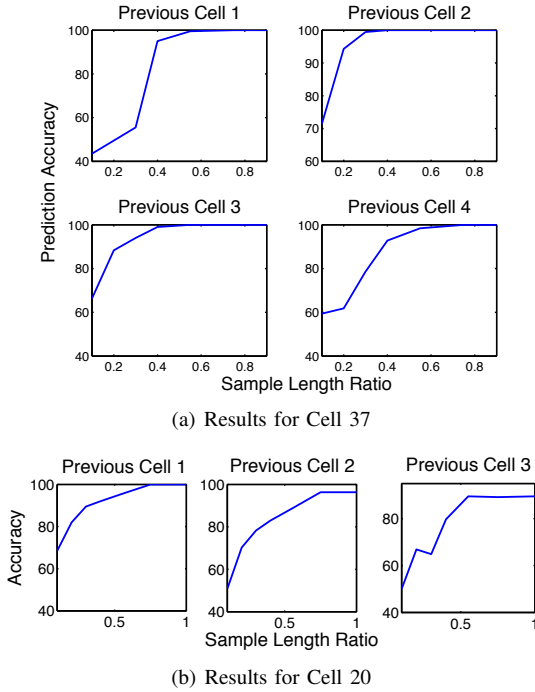 Previous Cell 1
Previous Cell 2
100
80
60
40
0.2 0.4 0.6 0.8
100
90
80
70
60
0.2 0.4 0.6 0.8
Prediction Accuracy
Previous Cell 3
Previous Cell 4
100
80
60
40
0.2 0.4 0.6 0.8
100
80
60
40
0.2 0.4 0.6 0.8
Sample Length Ratio
(a) Results for Cell 37
Previous Cell 1
Previous Cell 2
Previous Cell 3
Accuracy
100
80
60
40
0.5 1
100
80
60
40
0.5 1
80
60
40
0.5 1
Sample Length Ratio
(b) Results for Cell 20